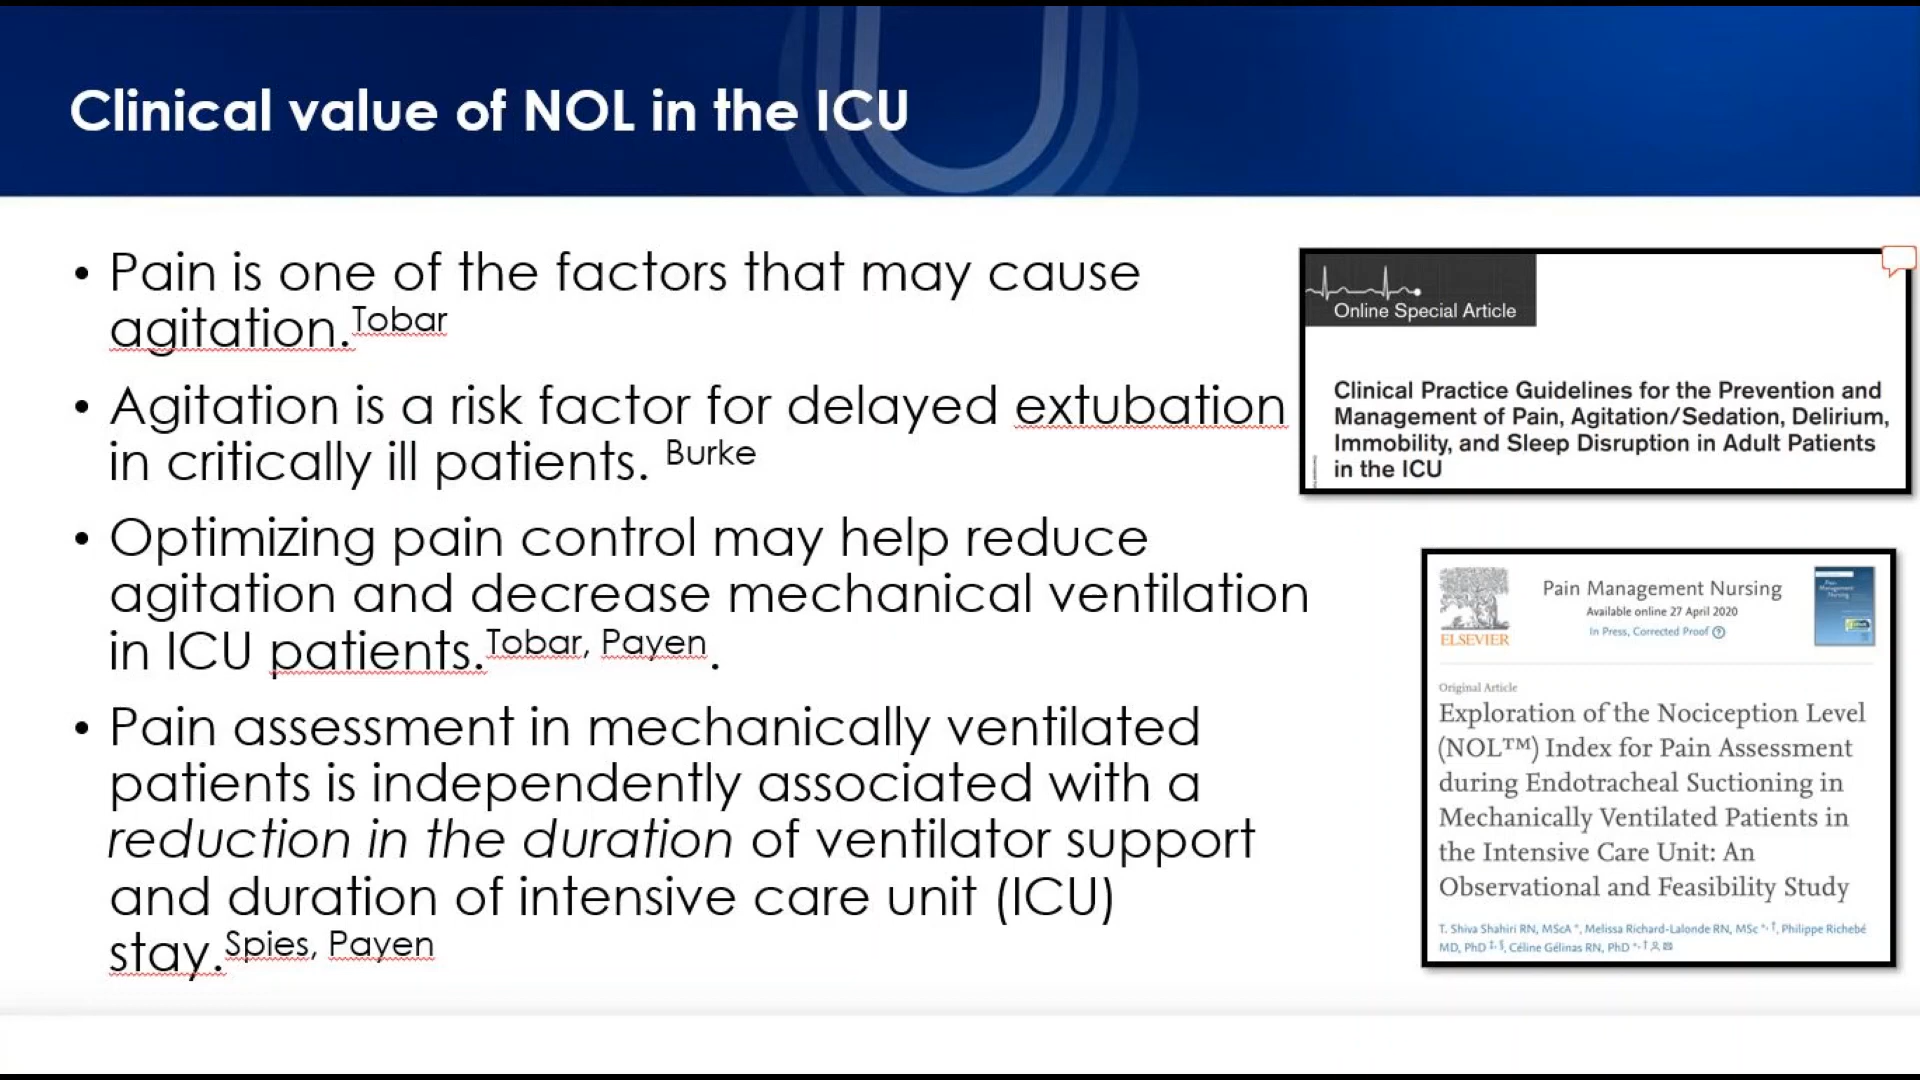 Clinical value of NOL in the ICU
• Pain is one of the factors that may cause
agitation.Tobar
• Agitation is a risk factor for delayed extubation
in critically ill patients. Burke
• Optimizing pain control may help reduce
agitation and decrease mechanical ventilation
in ICU patients.Tobar, Payen.
• Pain assessment in mechanically ventilated
patients is independently associated with a
reduction in the duration of ventilator support
and duration of intensive care unit (ICU)
stay.Spies, Payen
Online Special Article
Clinical Practice Guidelines for the Prevention and
Management of Pain, Agitation/Sedation, Delirium,
Immobility, and Sleep Disruption in Adult Patients
in the ICU
ELSEVIER
Pain Management Nursing
Available online 27 April 2020
In Press, Corrected Proof
Pain Management Nursing
Original Article
Exploration of the Nociception Level
(NOL™) Index for Pain Assessment
during Endotracheal Suctioning in
Mechanically Ventilated Patients in
the Intensive Care Unit: An
Observational and Feasibility Study
T. Shiva Shahiri RN, MScA *, Melissa Richard-Lalonde RN, MSc *, †, Philippe Richebé
MD, PhD ‡, §, Céline Gélinas RN, PhD *, †